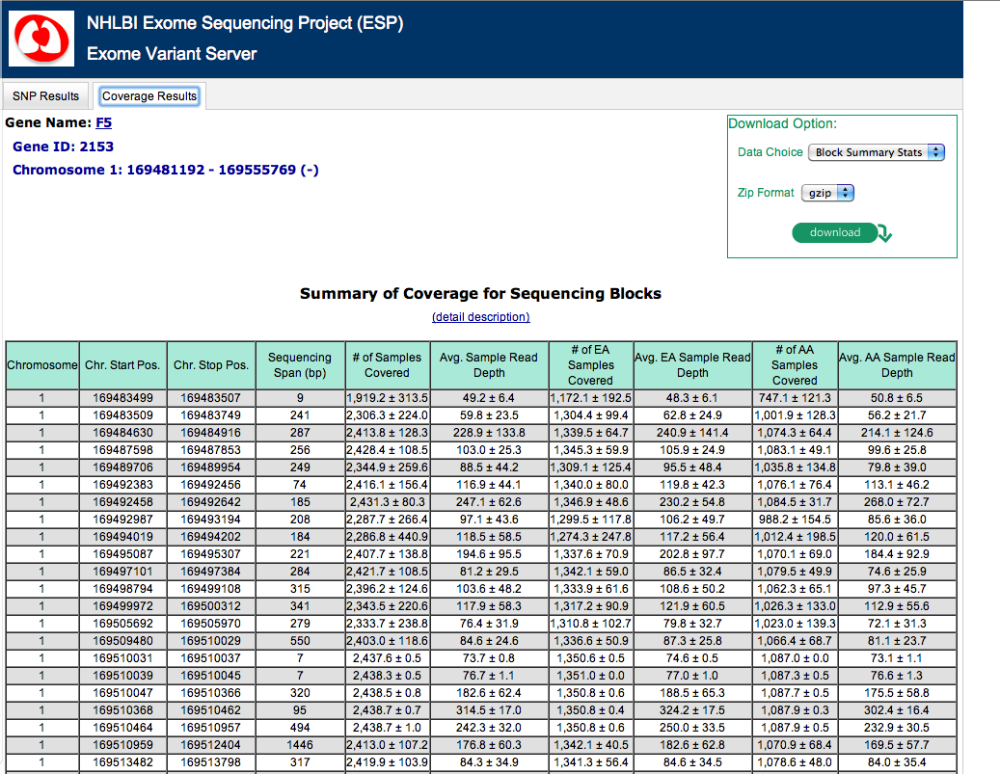 NHLBI Exome Sequencing Project (ESP)
Exome Variant Server
SNP Results Coverage Results
Gene Name: F5
Gene ID: 2153
Chromosome 1: 169481192 - 169555769 (-)
Download Option:
Data Choice Block Summary Stats
Zip Format gzip
download
Summary of Coverage for Sequencing Blocks
(detail description)
Chromosome Chr. Start Pos. Chr. Stop Pos. Sequencing Span (bp) # of Samples Covered Avg. Sample Read Depth # of EA Samples Covered Avg. EA Sample Read Depth # of AA Samples Covered Avg. AA Sample Read Depth
1 169483499 169483507 9 1,919.2 ± 313.5 49.2 ± 6.4 1,172.1 ± 192.5 48.3 ± 6.1 747.1 ± 121.3 50.8 ± 6.5
1 169483509 169483749 241 2,306.3 ± 224.0 59.8 ± 23.5 1,304.4 ± 99.4 62.8 ± 24.9 1,001.9 ± 128.3 56.2 ± 21.7
1 169484630 169484916 287 2,413.8 ± 128.3 228.9 ± 133.8 1,339.5 ± 64.7 240.9 ± 141.4 1,074.3 ± 64.4 214.1 ± 124.6
1 169487598 169487853 256 2,428.4 ± 108.5 103.0 ± 25.3 1,345.3 ± 59.9 105.9 ± 24.9 1,083.1 ± 49.1 99.6 ± 25.8
1 169489706 169489954 249 2,344.9 ± 259.6 88.5 ± 44.2 1,309.1 ± 125.4 95.5 ± 48.4 1,035.8 ± 134.8 79.8 ± 39.0
1 169492383 169492456 74 2,416.1 ± 156.4 116.9 ± 44.1 1,340.0 ± 80.0 119.8 ± 42.3 1,076.1 ± 76.4 113.1 ± 46.2
1 169492458 169492642 185 2,431.3 ± 80.3 247.1 ± 62.6 1,346.9 ± 48.6 230.2 ± 54.8 1,084.5 ± 31.7 268.0 ± 72.7
1 169492987 169493194 208 2,287.7 ± 266.4 97.1 ± 43.6 1,299.5 ± 117.8 106.2 ± 49.7 988.2 ± 154.5 85.6 ± 36.0
1 169494019 169494202 184 2,286.8 ± 440.9 118.5 ± 58.5 1,274.3 ± 247.8 117.2 ± 56.4 1,012.4 ± 198.5 120.0 ± 61.5
1 169495087 169495307 221 2,407.7 ± 138.8 194.6 ± 95.5 1,337.6 ± 70.9 202.8 ± 97.7 1,070.1 ± 69.0 184.4 ± 92.9
1 169497101 169497384 284 2,421.7 ± 108.5 81.2 ± 29.5 1,342.1 ± 59.0 86.5 ± 32.4 1,079.5 ± 49.9 74.6 ± 25.9
1 169498794 169499108 315 2,396.2 ± 124.6 103.6 ± 48.2 1,333.9 ± 61.6 108.6 ± 50.2 1,062.3 ± 65.1 97.3 ± 45.7
1 169499972 169500312 341 2,343.5 ± 220.6 117.9 ± 58.3 1,317.2 ± 90.9 121.9 ± 60.5 1,026.3 ± 133.0 112.9 ± 55.6
1 169505692 169505970 279 2,333.7 ± 238.8 76.4 ± 31.9 1,310.8 ± 102.7 79.8 ± 32.7 1,023.0 ± 139.3 72.1 ± 31.3
1 169509480 169510029 550 2,403.0 ± 118.6 84.6 ± 24.6 1,336.6 ± 50.9 87.3 ± 25.8 1,066.4 ± 68.7 81.1 ± 23.7
1 169510031 169510037 7 2,437.6 ± 0.5 73.7 ± 0.8 1,350.6 ± 0.5 74.6 ± 0.5 1,087.0 ± 0.0 73.1 ± 1.1
1 169510039 169510045 7 2,438.3 ± 0.5 76.7 ± 1.1 1,351.0 ± 0.0 77.0 ± 1.0 1,087.3 ± 0.5 76.6 ± 1.3
1 169510047 169510366 320 2,438.5 ± 0.8 182.6 ± 62.4 1,350.8 ± 0.6 188.5 ± 65.3 1,087.7 ± 0.5 175.5 ± 58.8
1 169510368 169510462 95 2,438.7 ± 0.7 314.5 ± 17.0 1,350.8 ± 0.4 324.2 ± 17.5 1,087.9 ± 0.3 302.4 ± 16.4
1 169510464 169510957 494 2,438.7 ± 1.0 242.3 ± 32.0 1,350.8 ± 0.6 250.0 ± 33.5 1,087.9 ± 0.5 232.9 ± 30.5
1 169510959 169512404 1446 2,413.0 ± 107.2 176.8 ± 60.3 1,342.1 ± 40.5 182.6 ± 62.8 1,070.9 ± 68.4 169.5 ± 57.7
1 169513482 169513798 317 2,419.9 ± 103.9 84.3 ± 34.9 1,341.3 ± 56.4 84.6 ± 34.5 1,078.6 ± 48.0 84.0 ± 35.4